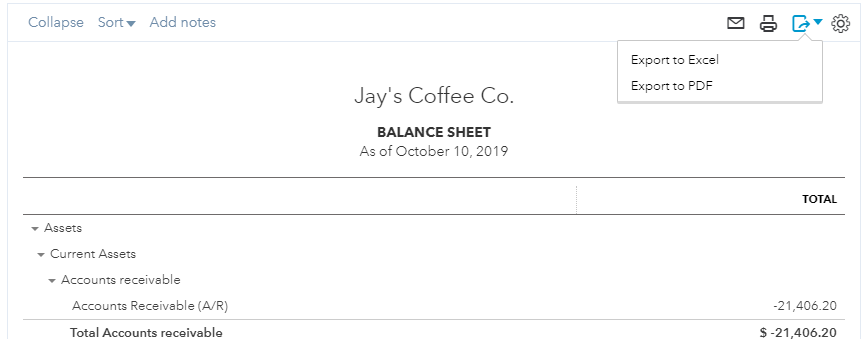 Collapse Sort Add notes
Export to Excel
Export to PDF
Jay's Coffee Co.
BALANCE SHEET
As of October 10, 2019
TOTAL
Assets
Current Assets
Accounts receivable
Accounts Receivable (A/R) -21,406.20
Total Accounts receivable $ -21,406.20